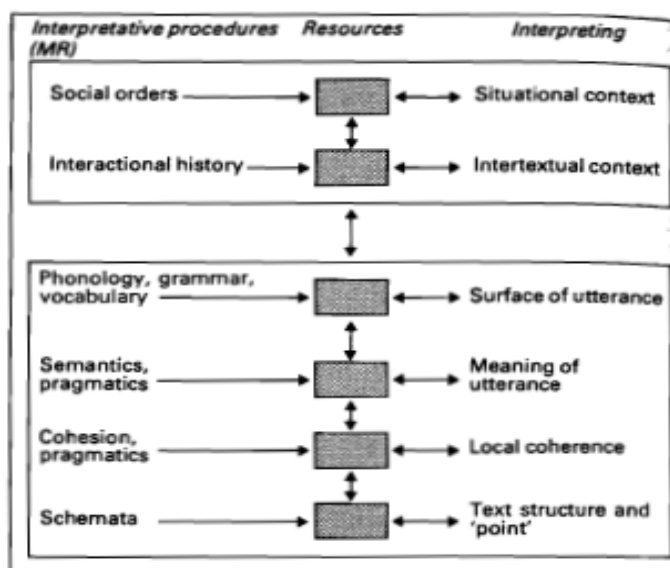 Interpretative procedures Resources Interpreting
(MR)
Social orders Situational context
Interactional history Intertextual context
Phonology, grammar,
vocabulary Surface of utterance
Semantics, Meaning of
pragmatics utterance
Cohesion,
pragmatics Local coherence
Schemata Text structure and
'point'